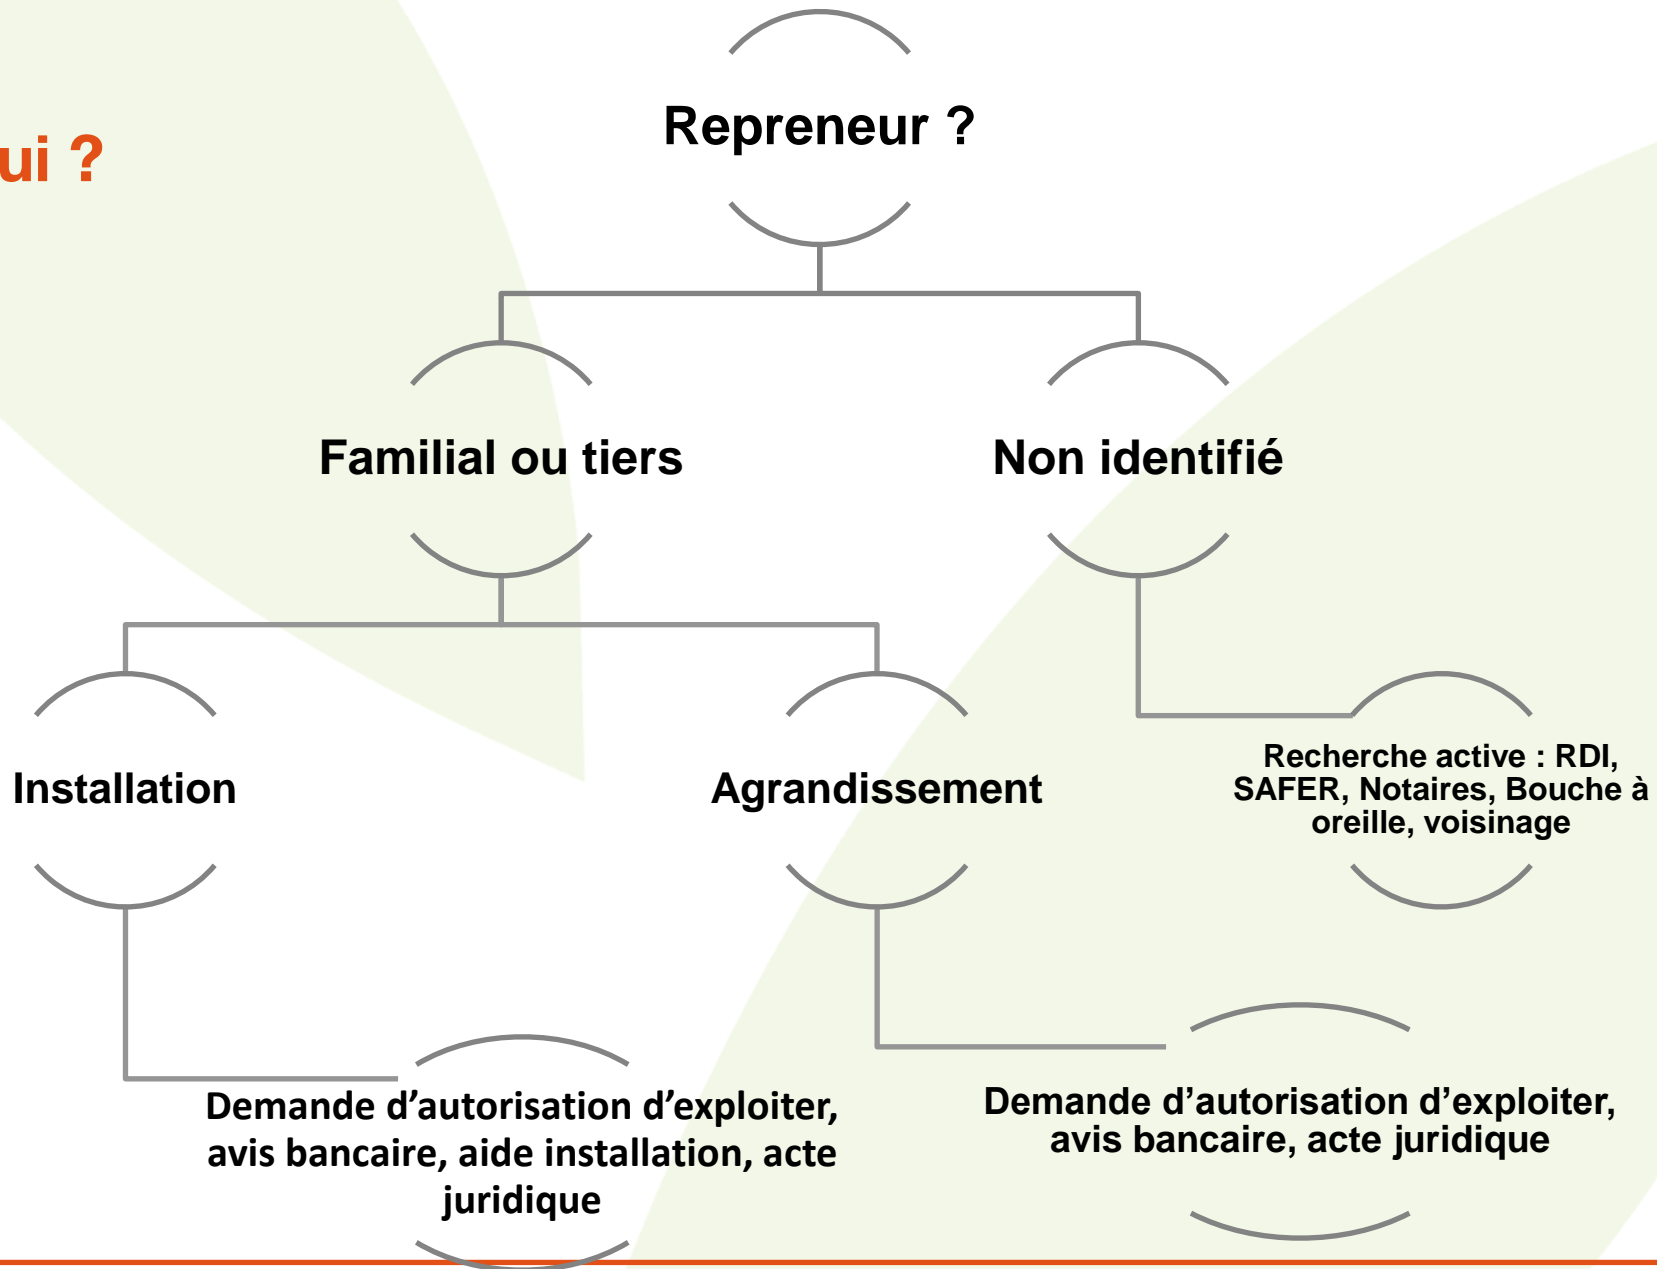 ui ?
Repreneur ?
Familial ou tiers
Non identifié
Installation
Agrandissement
Recherche active : RDI,
SAFER, Notaires, Bouche à
oreille, voisinage
Demande d’autorisation d’exploiter,
avis bancaire, aide installation, acte
juridique
Demande d’autorisation d’exploiter,
avis bancaire, acte juridique